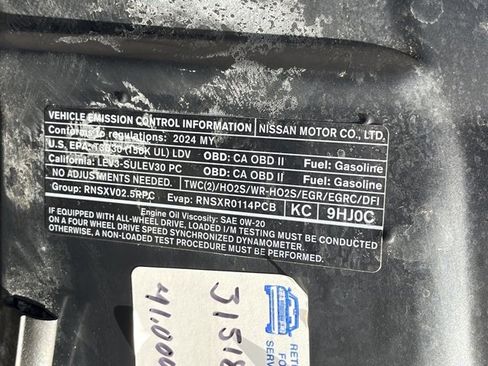 VEHICLE EMISSION CONTROL INFORMATION NISSAN MOTOR CO., LTD.
Conforms to regulations: 2024 MY
U.S. EPA: T3B30 (150K UL) LDV OBD: CA OBD II Fuel: Gasoline
California: LEV3-SULEV30 PC OBD: CA OBD II Fuel: Gasoline
NO ADJUSTMENTS NEEDED. TWC(2)/HO2S/WR-HO2S/EGR/EGRC/DFI
Group: RNSXV02.5RPC Evap: RNSXR0114PCB KC 9HJ0C
Engine Oil Viscosity: SAE 0W-20
IF EQUIPPED WITH ALL-WHEEL DRIVE, LOADED I/M TESTING MUST BE CONDUCTED
ON A FOUR WHEEL DRIVE SPEED SYNCHRONIZED DYNAMOMETER.
OTHERWISE, A NON-LOADED TEST PROCEDURE MUST BE PERFORMED.
3151
41,00
RET
FO
SERV